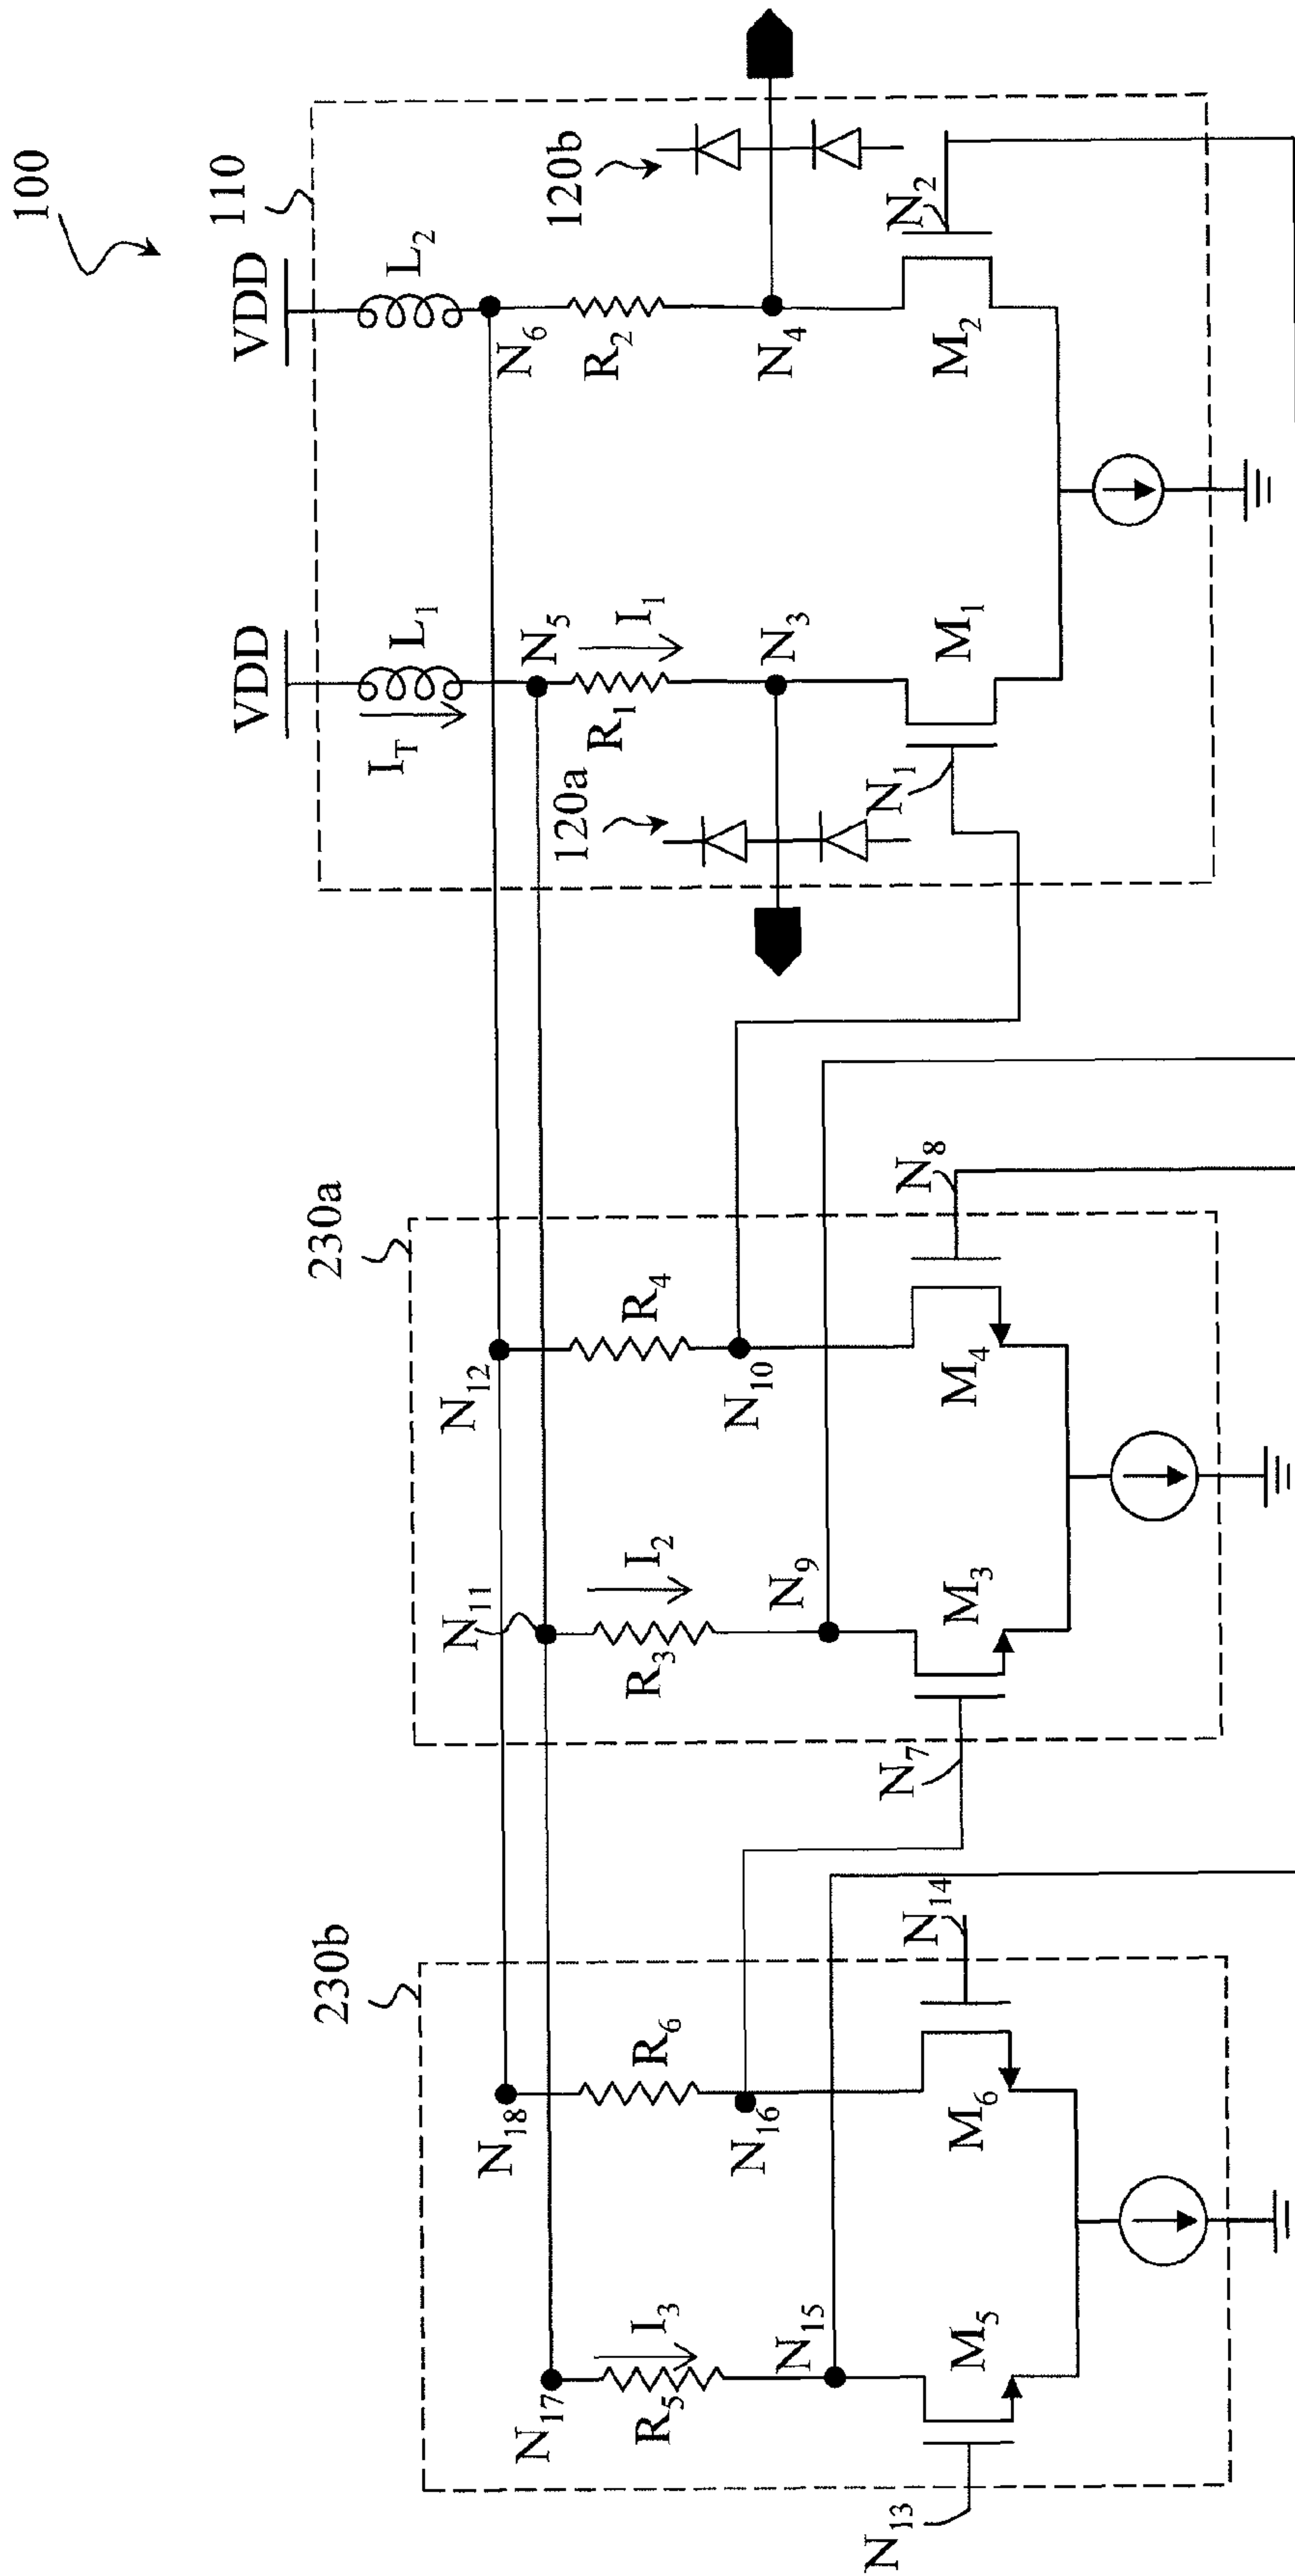 100
VDD
VDD
110
L₁
L₂
I_T
N₅
N₆
R₁
I₁
R₂
120a
120b
N₃
N₄
N₁
N₂
M₁
M₂
230a
N₁₁
N₁₂
R₃
I₂
R₄
N₉
N₁₀
N₇
N₈
M₃
M₄
230b
N₁₇
N₁₈
R₅
I₃
R₆
N₁₅
N₁₆
N₁₃
N₁₄
M₅
M₆